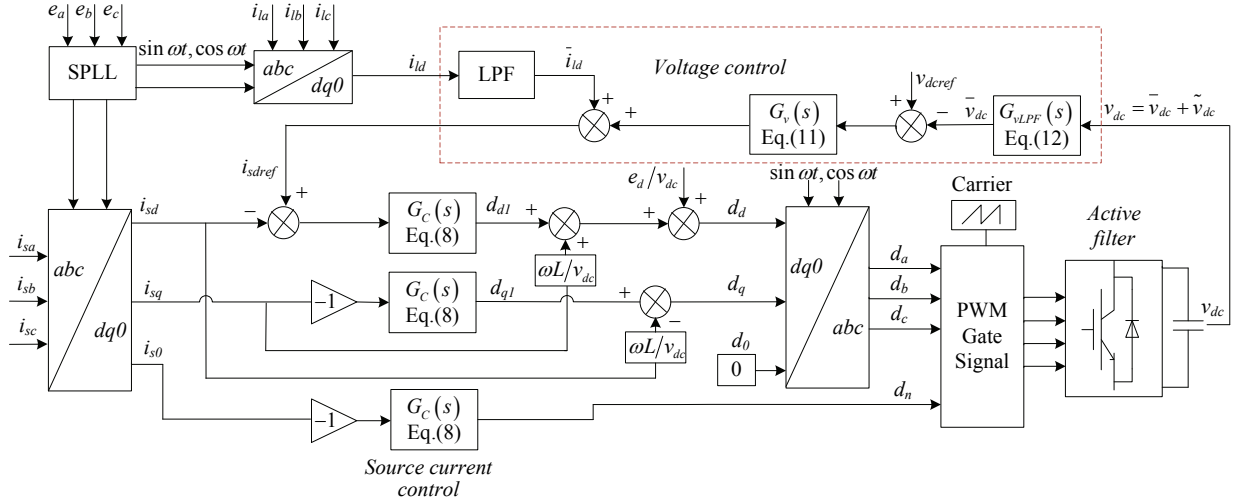 e_a e_b e_c
i_la i_lb i_lc
SPLL
sin ωt, cos ωt
abc
dq0
i_ld
LPF
i̅_ld
Voltage control
v_dcref
+
+
+
−
G_v(s)
Eq.(11)
v̅_dc
G_vLPF(s)
Eq.(12)
v_dc = v̅_dc + ṽ_dc
i_sdref
e_d/v_dc
sin ωt, cos ωt
Carrier
Active
filter
i_sa
i_sb
i_sc
abc
dq0
i_sd
−
+
G_C(s)
Eq.(8)
d_d1
+
+
+
+
d_d
ωL/v_dc
i_sq
−1
G_C(s)
Eq.(8)
d_q1
+
−
d_q
ωL/v_dc
d_0
0
dq0
abc
d_a
d_b
d_c
d_n
PWM
Gate
Signal
v_dc
i_s0
−1
G_C(s)
Eq.(8)
Source current
control